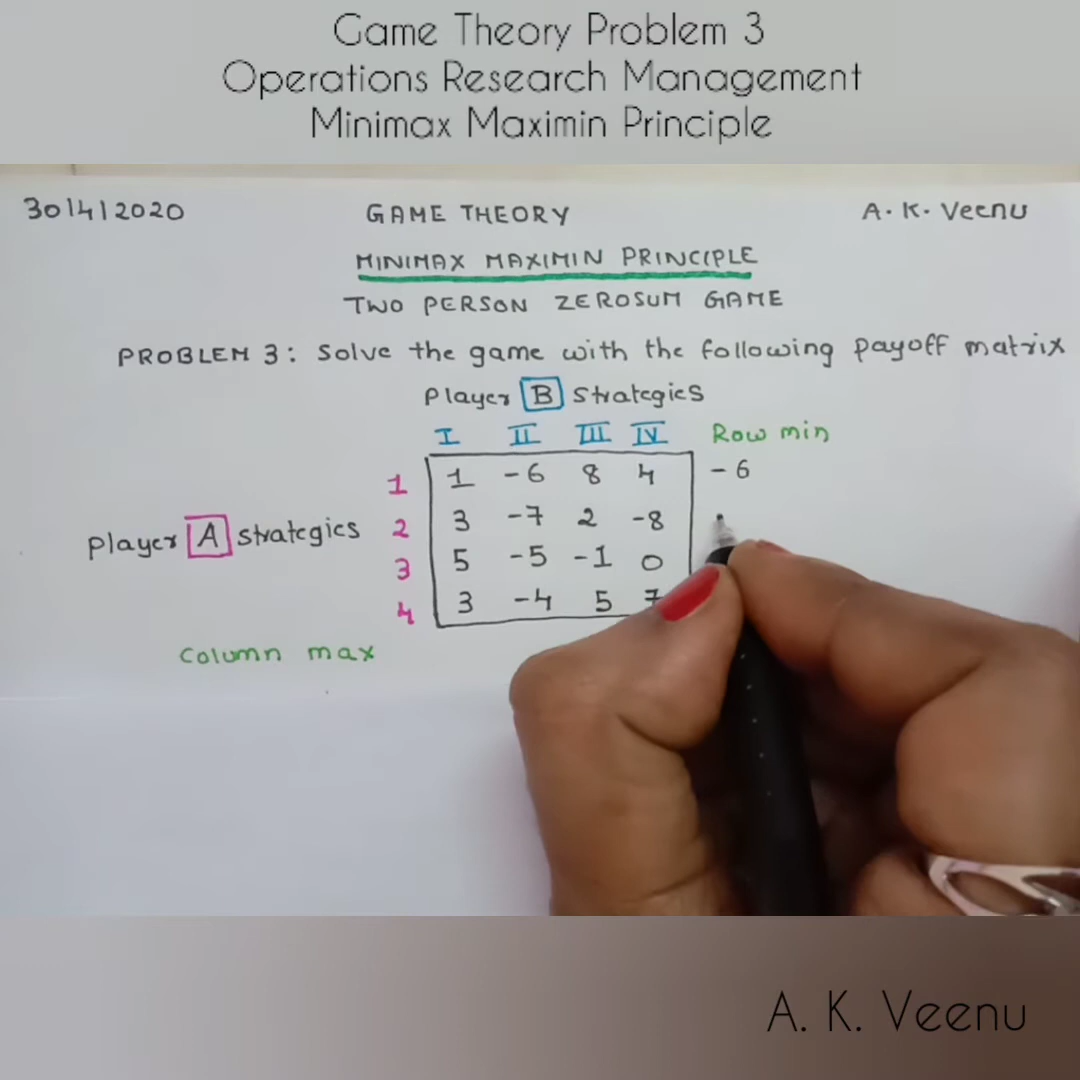 Game Theory Problem 3
Operations Research Management
Minimax Maximin Principle
30/4/2020 GAME THEORY A. K. Veenu
MINIMAX MAXIMIN PRINCIPLE
TWO PERSON ZEROSUM GAME
PROBLEM 3: Solve the game with the following payoff matrix
Player B strategies
I II III IV Row min
1 1 -6 8 4 -6
Player A strategies 2 3 -7 2 -8
3 5 -5 -1 0
4 3 -4 5 7
Column max
A. K. Veenu